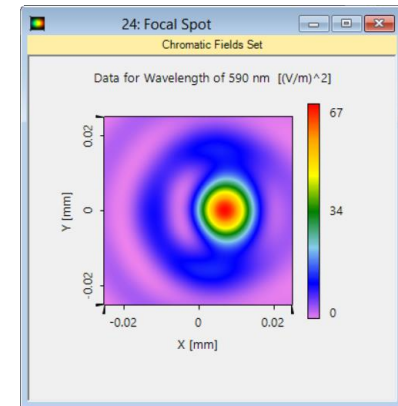 24: Focal Spot
Chromatic Fields Set
Data for Wavelength of 590 nm [(V/m)^2]
67
34
0
0.02
0
-0.02
Y [mm]
-0.02
0
0.02
X [mm]